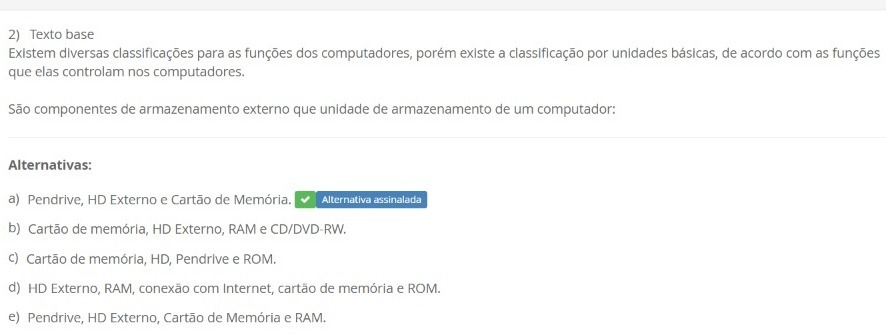 2) Texto base
Existem diversas classificações para as funções dos computadores, porém existe a classificação por unidades básicas, de acordo com as funções
que elas controlam nos computadores.
São componentes de armazenamento externo que unidade de armazenamento de um computador:
Alternativas:
a) Pendrive, HD Externo e Cartão de Memória. Alternativa assinalada
b) Cartão de memória, HD Externo, RAM e CD/DVD-RW.
c) Cartão de memória, HD, Pendrive e ROM.
d) HD Externo, RAM, conexão com Internet, cartão de memória e ROM.
e) Pendrive, HD Externo, Cartão de Memória e RAM.